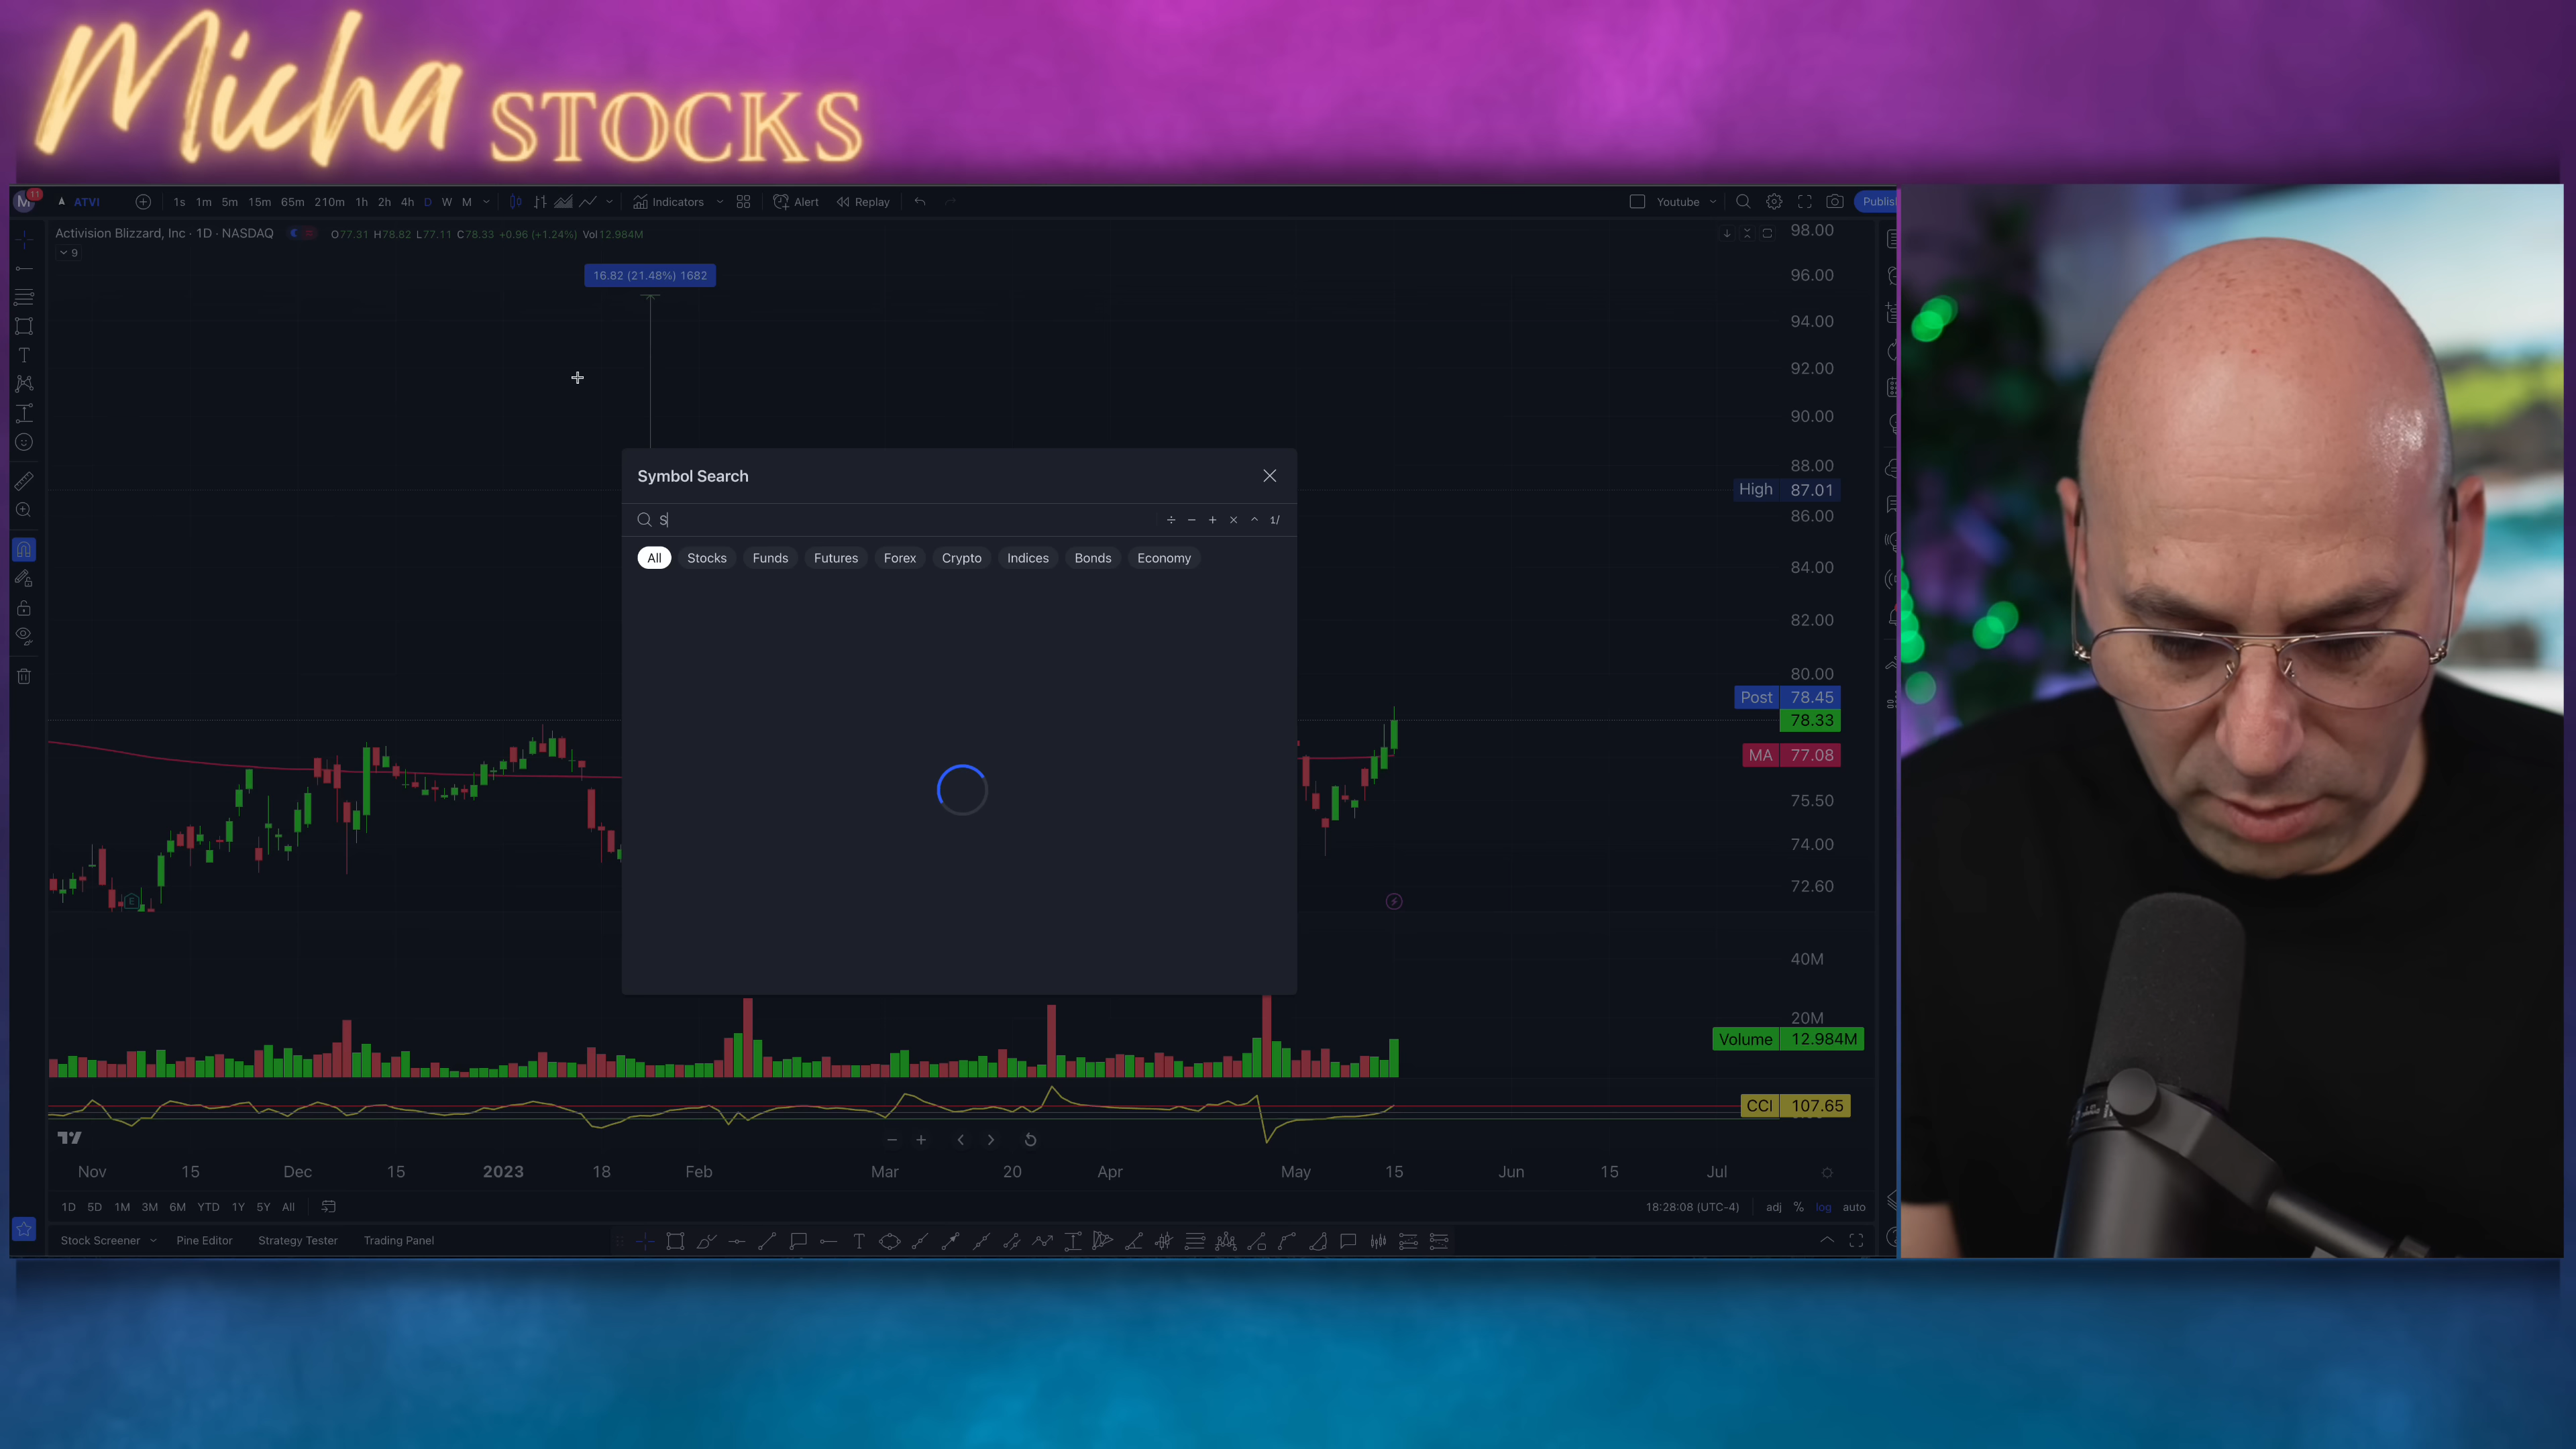 Micha STOCKS
M 11 ATVI 1s 1m 5m 15m 65m 210m 1h 2h 4h D W M Indicators Alert Replay Youtube Publish
Activision Blizzard, Inc · 1D · NASDAQ O77.31 H78.82 L77.11 C78.33 +0.96 (+1.24%) Vol12.984M
9
16.82 (21.48%) 1682
98.00
96.00
94.00
92.00
90.00
88.00
High 87.01
86.00
84.00
82.00
80.00
Post 78.45
78.33
MA 77.08
75.50
74.00
72.60
40M
20M
Volume 12.984M
CCI 107.65
Symbol Search
S
÷ − + × ^ 1/
All Stocks Funds Futures Forex Crypto Indices Bonds Economy
E
Nov 15 Dec 15 2023 18 Feb Mar 20 Apr May 15 Jun 15 Jul
1D 5D 1M 3M 6M YTD 1Y 5Y All 18:28:08 (UTC-4) adj % log auto
Stock Screener Pine Editor Strategy Tester Trading Panel